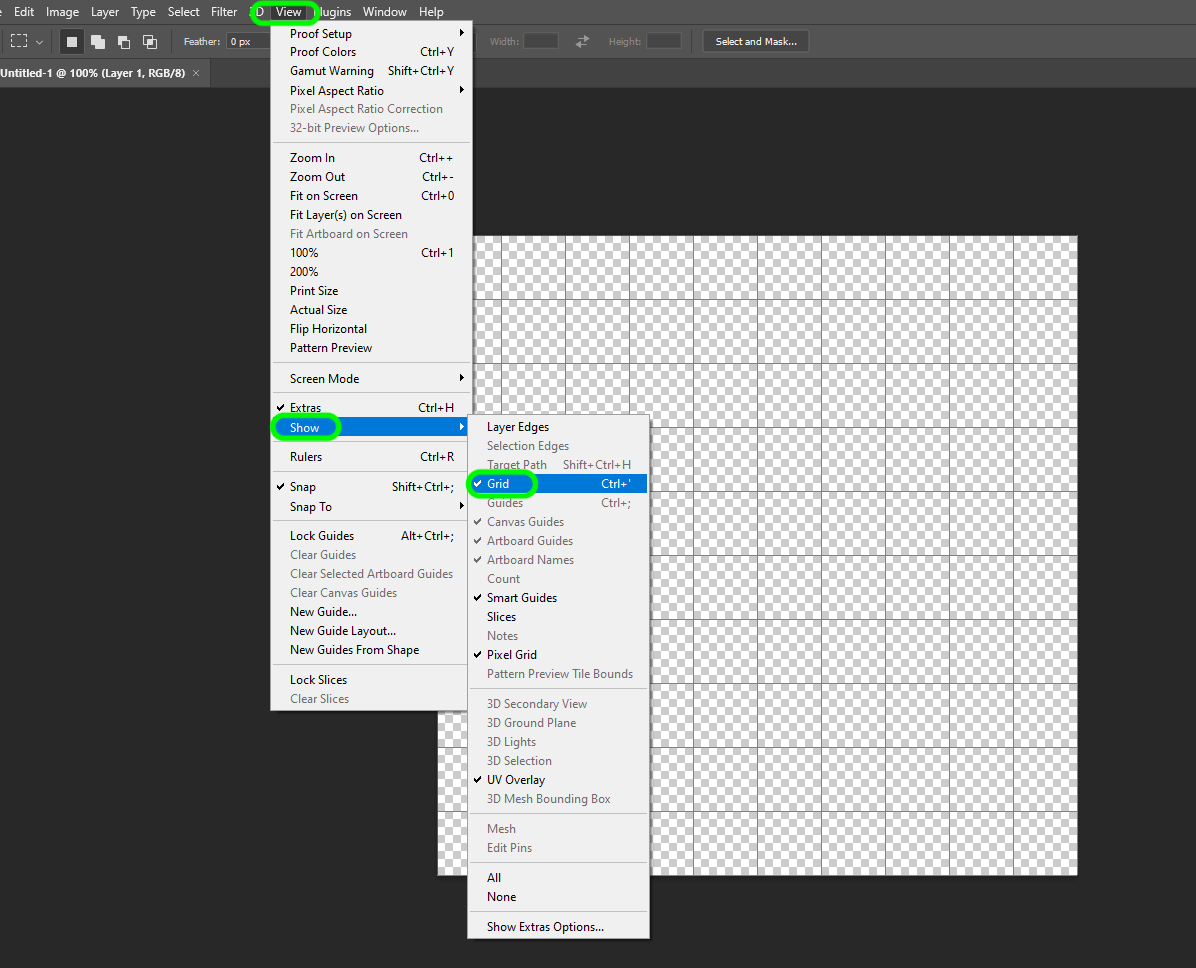 Edit Image Layer Type Select Filter View Plugins Window Help
Feather: 0 px Width: Height: Select and Mask...
Untitled-1 @ 100% (Layer 1, RGB/8) ×
Proof Setup
Proof Colors Ctrl+Y
Gamut Warning Shift+Ctrl+Y
Pixel Aspect Ratio
Pixel Aspect Ratio Correction
32-bit Preview Options...
Zoom In Ctrl++
Zoom Out Ctrl+-
Fit on Screen Ctrl+0
Fit Layer(s) on Screen
Fit Artboard on Screen
100% Ctrl+1
200%
Print Size
Actual Size
Flip Horizontal
Pattern Preview
Screen Mode
Extras Ctrl+H
Show
Rulers Ctrl+R
Snap Shift+Ctrl+;
Snap To
Lock Guides Alt+Ctrl+;
Clear Guides
Clear Selected Artboard Guides
Clear Canvas Guides
New Guide...
New Guide Layout...
New Guides From Shape
Lock Slices
Clear Slices
Layer Edges
Selection Edges
Target Path Shift+Ctrl+H
Grid Ctrl+'
Guides Ctrl+;
Canvas Guides
Artboard Guides
Artboard Names
Count
Smart Guides
Slices
Notes
Pixel Grid
Pattern Preview Tile Bounds
3D Secondary View
3D Ground Plane
3D Lights
3D Selection
UV Overlay
3D Mesh Bounding Box
Mesh
Edit Pins
All
None
Show Extras Options...